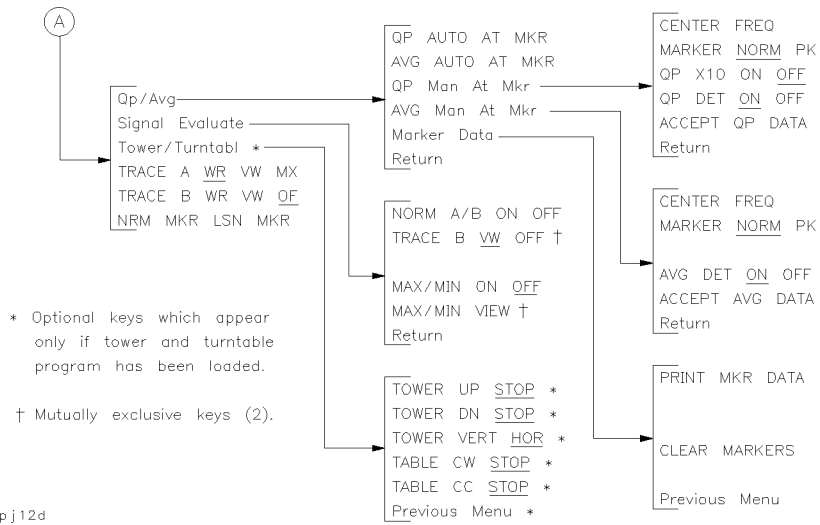 A
Qp/Avg
Signal Evaluate
Tower/Turntabl *
TRACE A WR VW MX
TRACE B WR VW OF
NRM MKR LSN MKR
QP AUTO AT MKR
AVG AUTO AT MKR
QP Man At Mkr
AVG Man At Mkr
Marker Data
Return
NORM A/B ON OFF
TRACE B VW OFF †
MAX/MIN ON OFF
MAX/MIN VIEW †
Return
TOWER UP STOP *
TOWER DN STOP *
TOWER VERT HOR *
TABLE CW STOP *
TABLE CC STOP *
Previous Menu *
CENTER FREQ
MARKER NORM PK
QP X10 ON OFF
QP DET ON OFF
ACCEPT QP DATA
Return
CENTER FREQ
MARKER NORM PK
AVG DET ON OFF
ACCEPT AVG DATA
Return
PRINT MKR DATA
CLEAR MARKERS
Previous Menu
* Optional keys which appear
only if tower and turntable
program has been loaded.
† Mutually exclusive keys (2).
pj12d